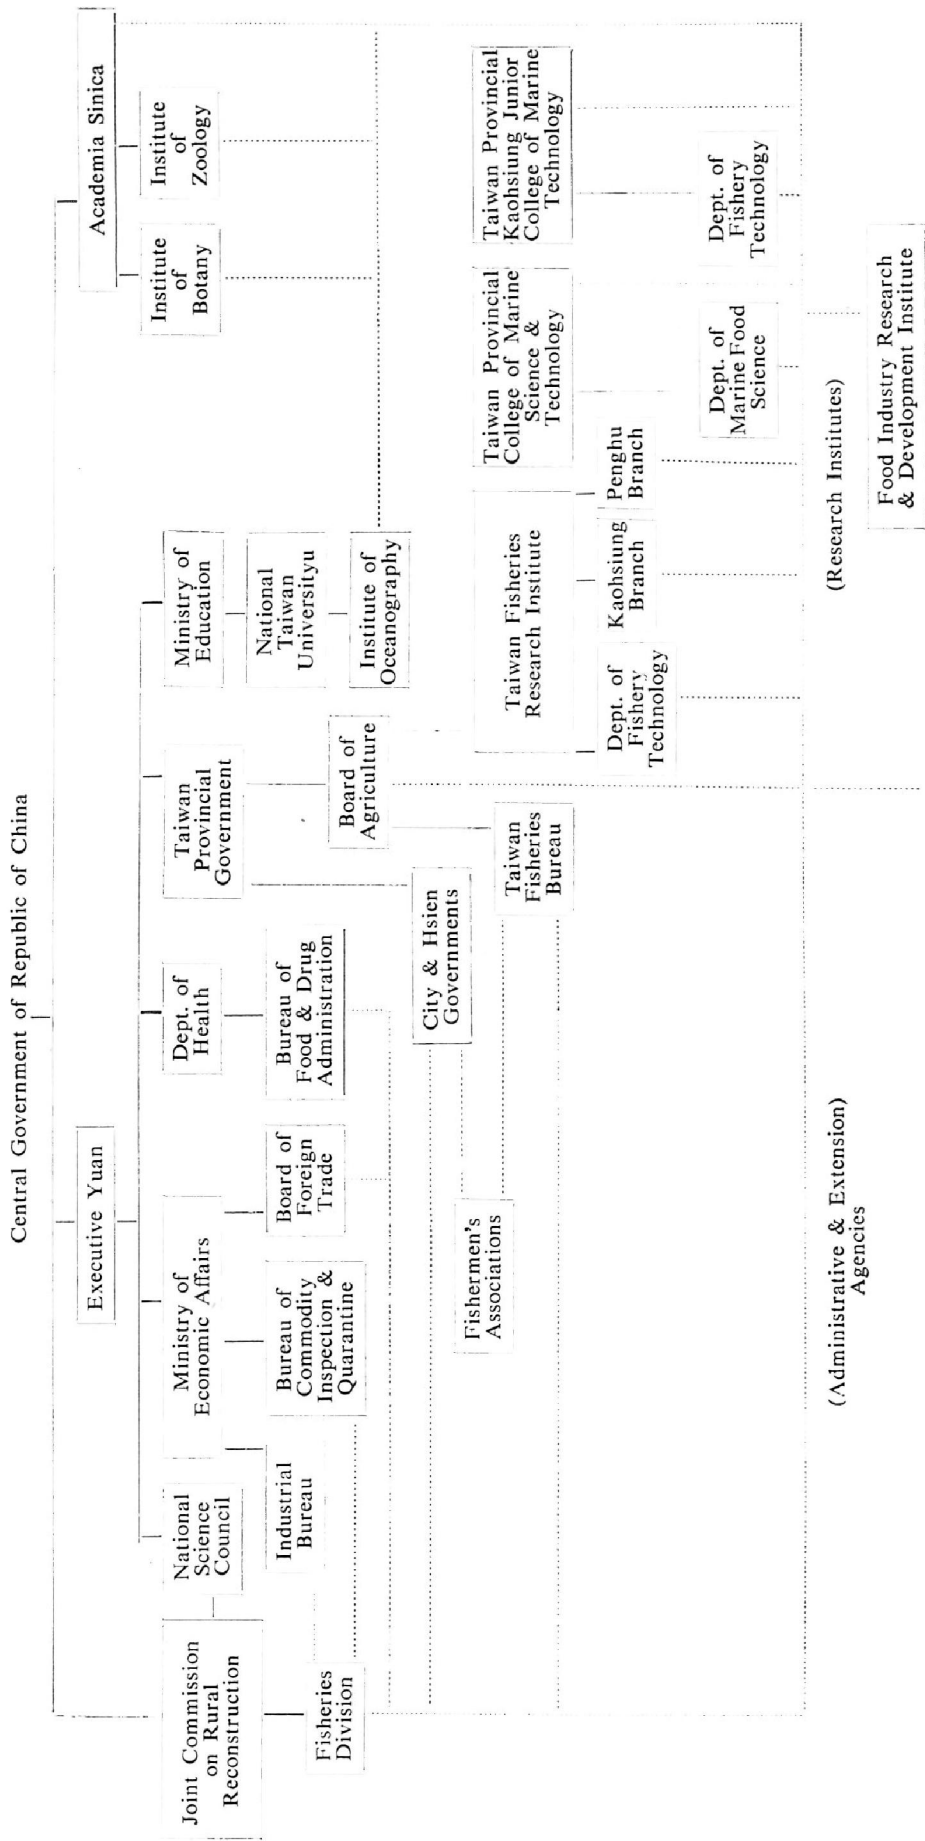 Central Government of Republic of China
Executive Yuan
Academia Sinica
Joint Commission
on Rural
Reconstruction
National
Science
Council
Ministry of
Economic Affairs
Dept. of
Health
Taiwan
Provincial
Government
Ministry of
Education
Institute
of
Botany
Institute
of
Zoology
Fisheries
Division
Industrial
Bureau
Bureau of
Commodity
Inspection &
Quarantine
Board of
Foreign
Trade
Bureau of
Food & Drug
Administration
National
Taiwan
Universityu
Board of
Agriculture
Institute of
Oceanography
City & Hsien
Governments
Fishermen's
Associations
Taiwan
Fisheries
Bureau
Taiwan Fisheries
Research Institute
Taiwan Provincial
College of Marine
Science &
Technology
Taiwan Provincial
Kaohsiung Junior
College of Marine
Technology
Dept. of
Fishery
Technology
Kaohsiung
Branch
Penghu
Branch
Dept. of
Marine Food
Science
Dept. of
Fishery
Technology
(Administrative & Extension)
Agencies
(Research Institutes)
Food Industry Research
& Development Institute